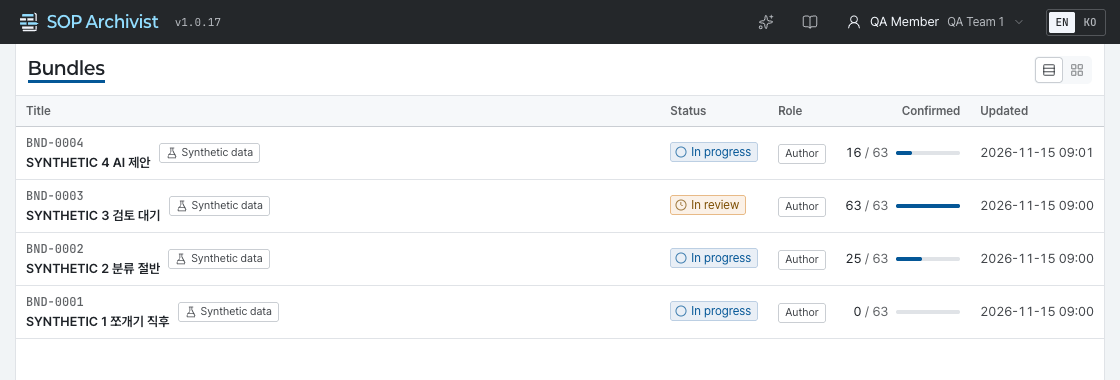 SOP Archivist v1.0.17 QA Member QA Team 1 EN KO
Bundles
Title Status Role Confirmed Updated
BND-0004
SYNTHETIC 4 AI 제안 Synthetic data In progress Author 16 / 63 2026-11-15 09:01
BND-0003
SYNTHETIC 3 검토 대기 Synthetic data In review Author 63 / 63 2026-11-15 09:00
BND-0002
SYNTHETIC 2 분류 절반 Synthetic data In progress Author 25 / 63 2026-11-15 09:00
BND-0001
SYNTHETIC 1 쪼개기 직후 Synthetic data In progress Author 0 / 63 2026-11-15 09:00